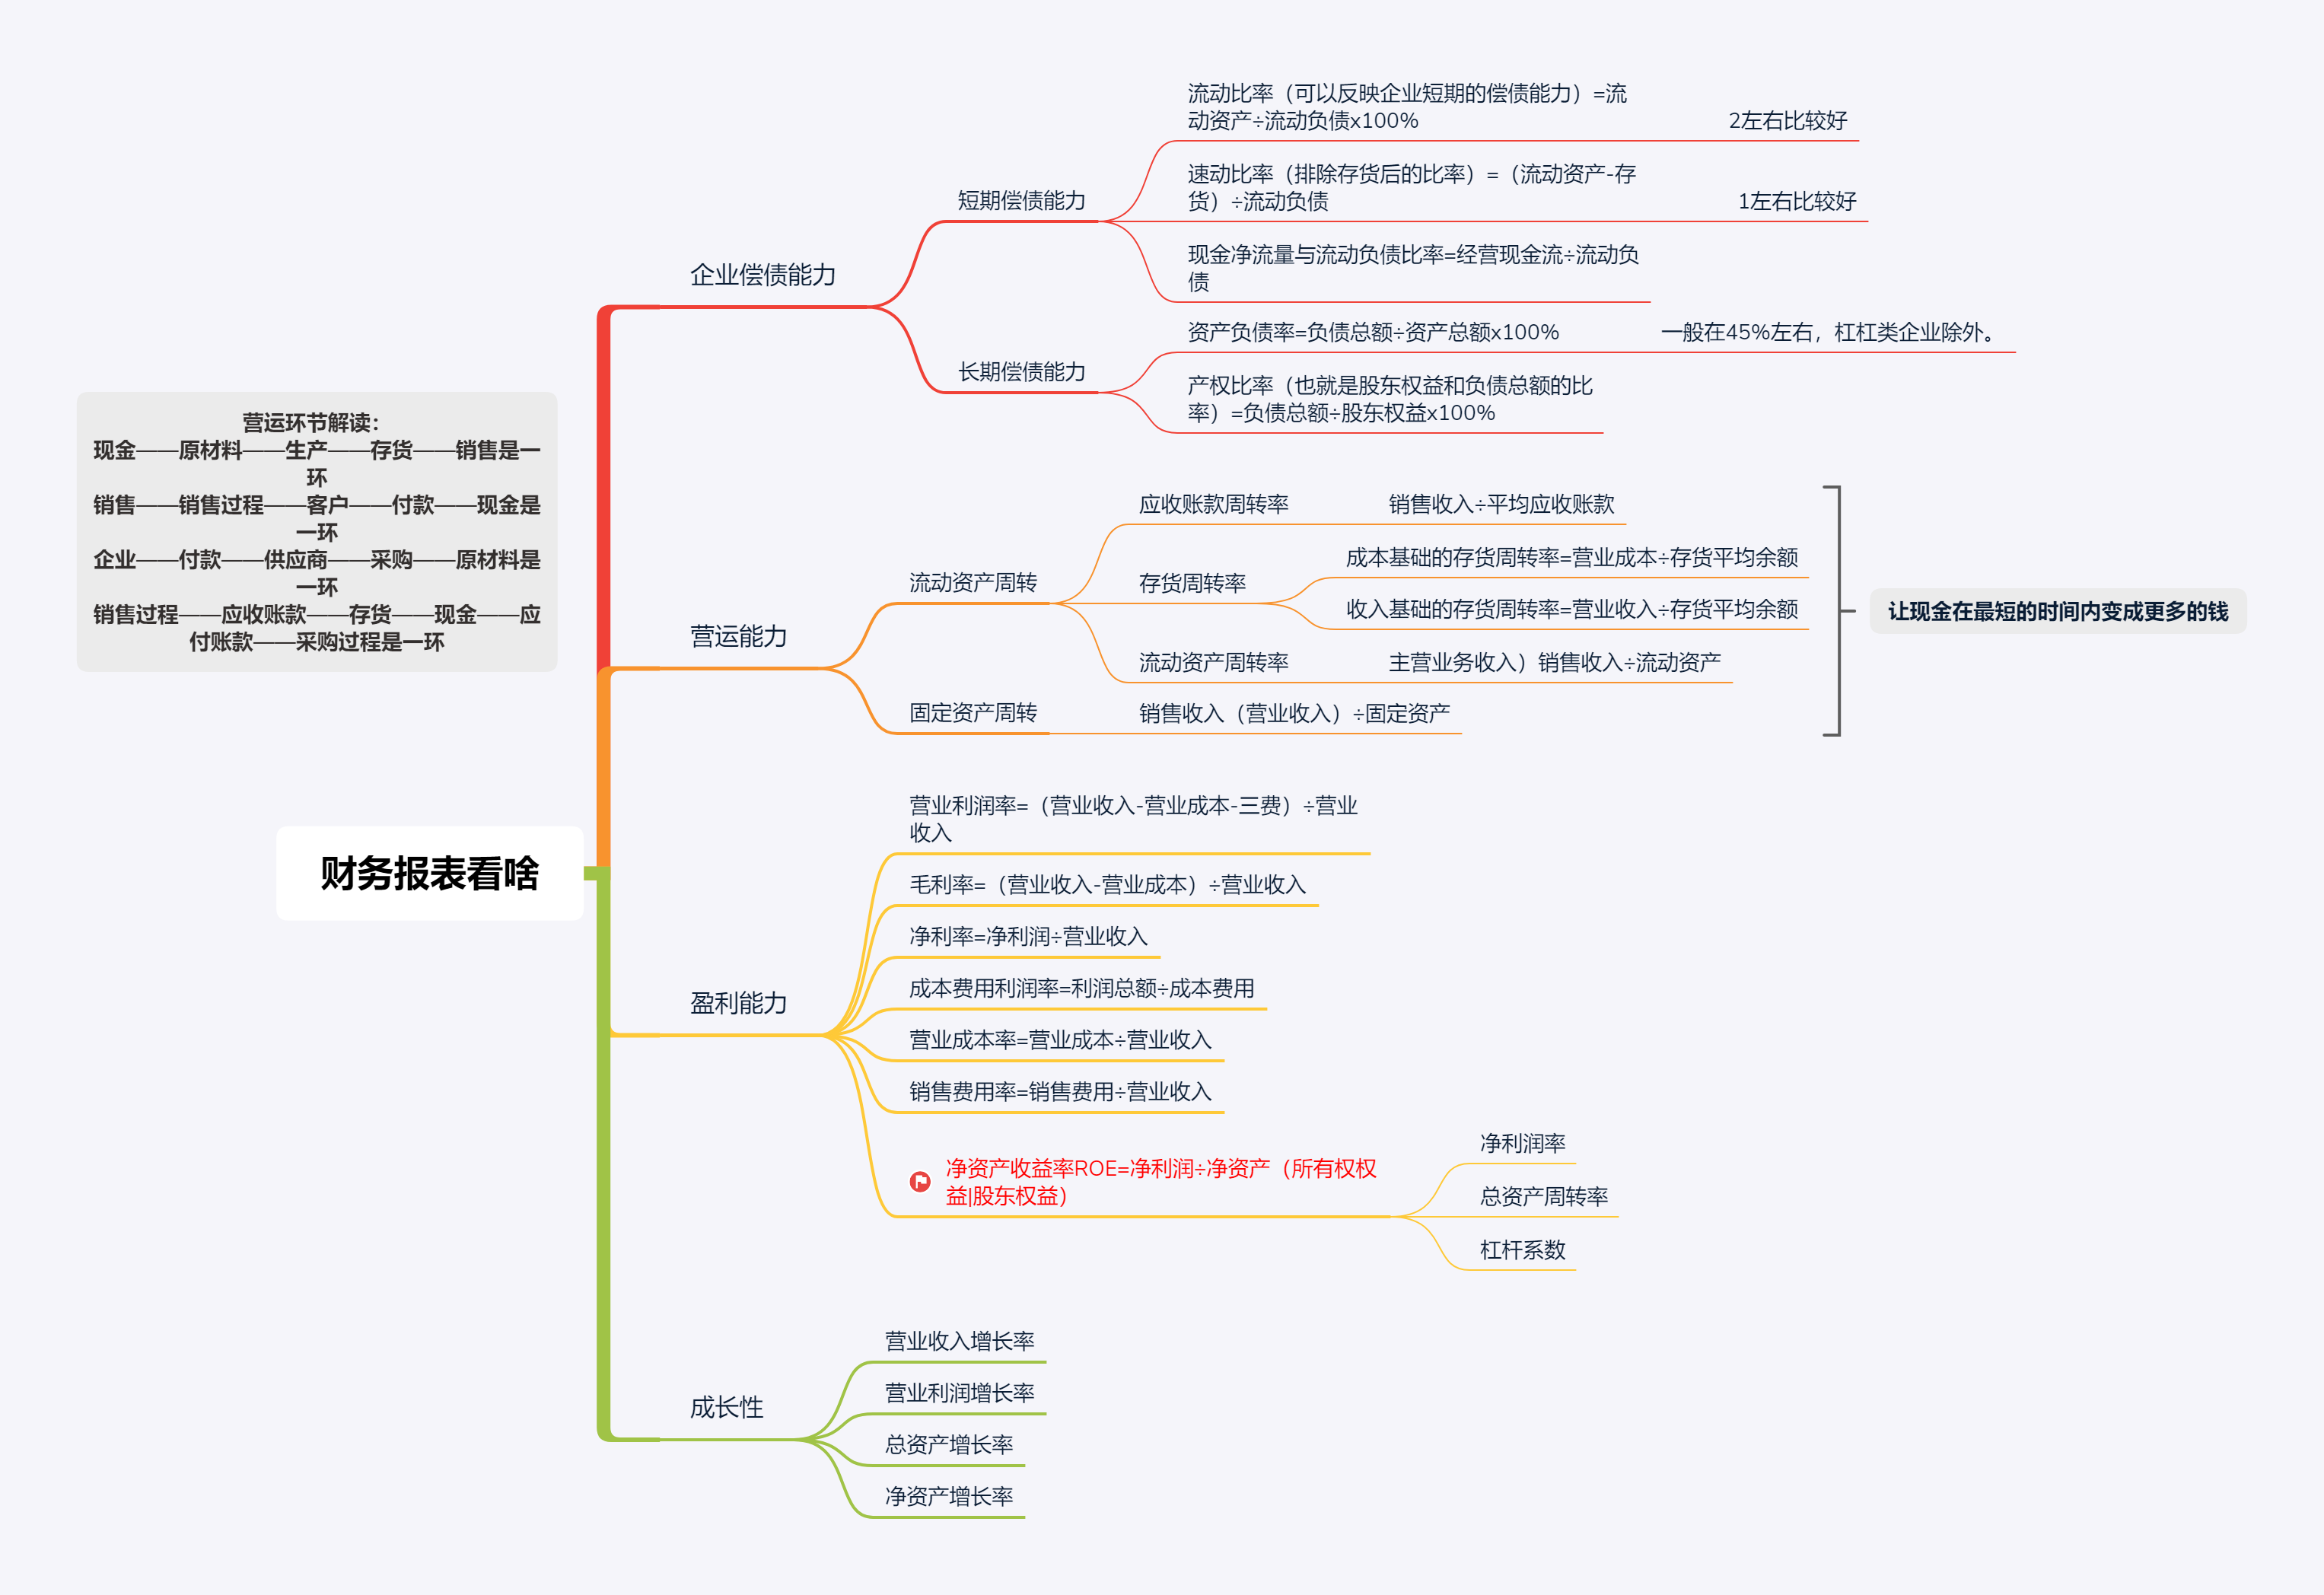 营运环节解读：
现金——原材料——生产——存货——销售是一
环
销售——销售过程——客户——付款——现金是
一环
企业——付款——供应商——采购——原材料是
一环
销售过程——应收账款——存货——现金——应
付账款——采购过程是一环
财务报表看啥
企业偿债能力
短期偿债能力
流动比率（可以反映企业短期的偿债能力）=流
动资产÷流动负债x100%
2左右比较好
速动比率（排除存货后的比率）=（流动资产-存
货）÷流动负债
1左右比较好
现金净流量与流动负债比率=经营现金流÷流动负
债
长期偿债能力
资产负债率=负债总额÷资产总额x100%
一般在45%左右，杠杠类企业除外。
产权比率（也就是股东权益和负债总额的比
率）=负债总额÷股东权益x100%
营运能力
流动资产周转
应收账款周转率
销售收入÷平均应收账款
存货周转率
成本基础的存货周转率=营业成本÷存货平均余额
收入基础的存货周转率=营业收入÷存货平均余额
流动资产周转率
主营业务收入）销售收入÷流动资产
固定资产周转
销售收入（营业收入）÷固定资产
让现金在最短的时间内变成更多的钱
盈利能力
营业利润率=（营业收入-营业成本-三费）÷营业
收入
毛利率=（营业收入-营业成本）÷营业收入
净利率=净利润÷营业收入
成本费用利润率=利润总额÷成本费用
营业成本率=营业成本÷营业收入
销售费用率=销售费用÷营业收入
净资产收益率ROE=净利润÷净资产（所有权权
益|股东权益）
净利润率
总资产周转率
杠杆系数
成长性
营业收入增长率
营业利润增长率
总资产增长率
净资产增长率